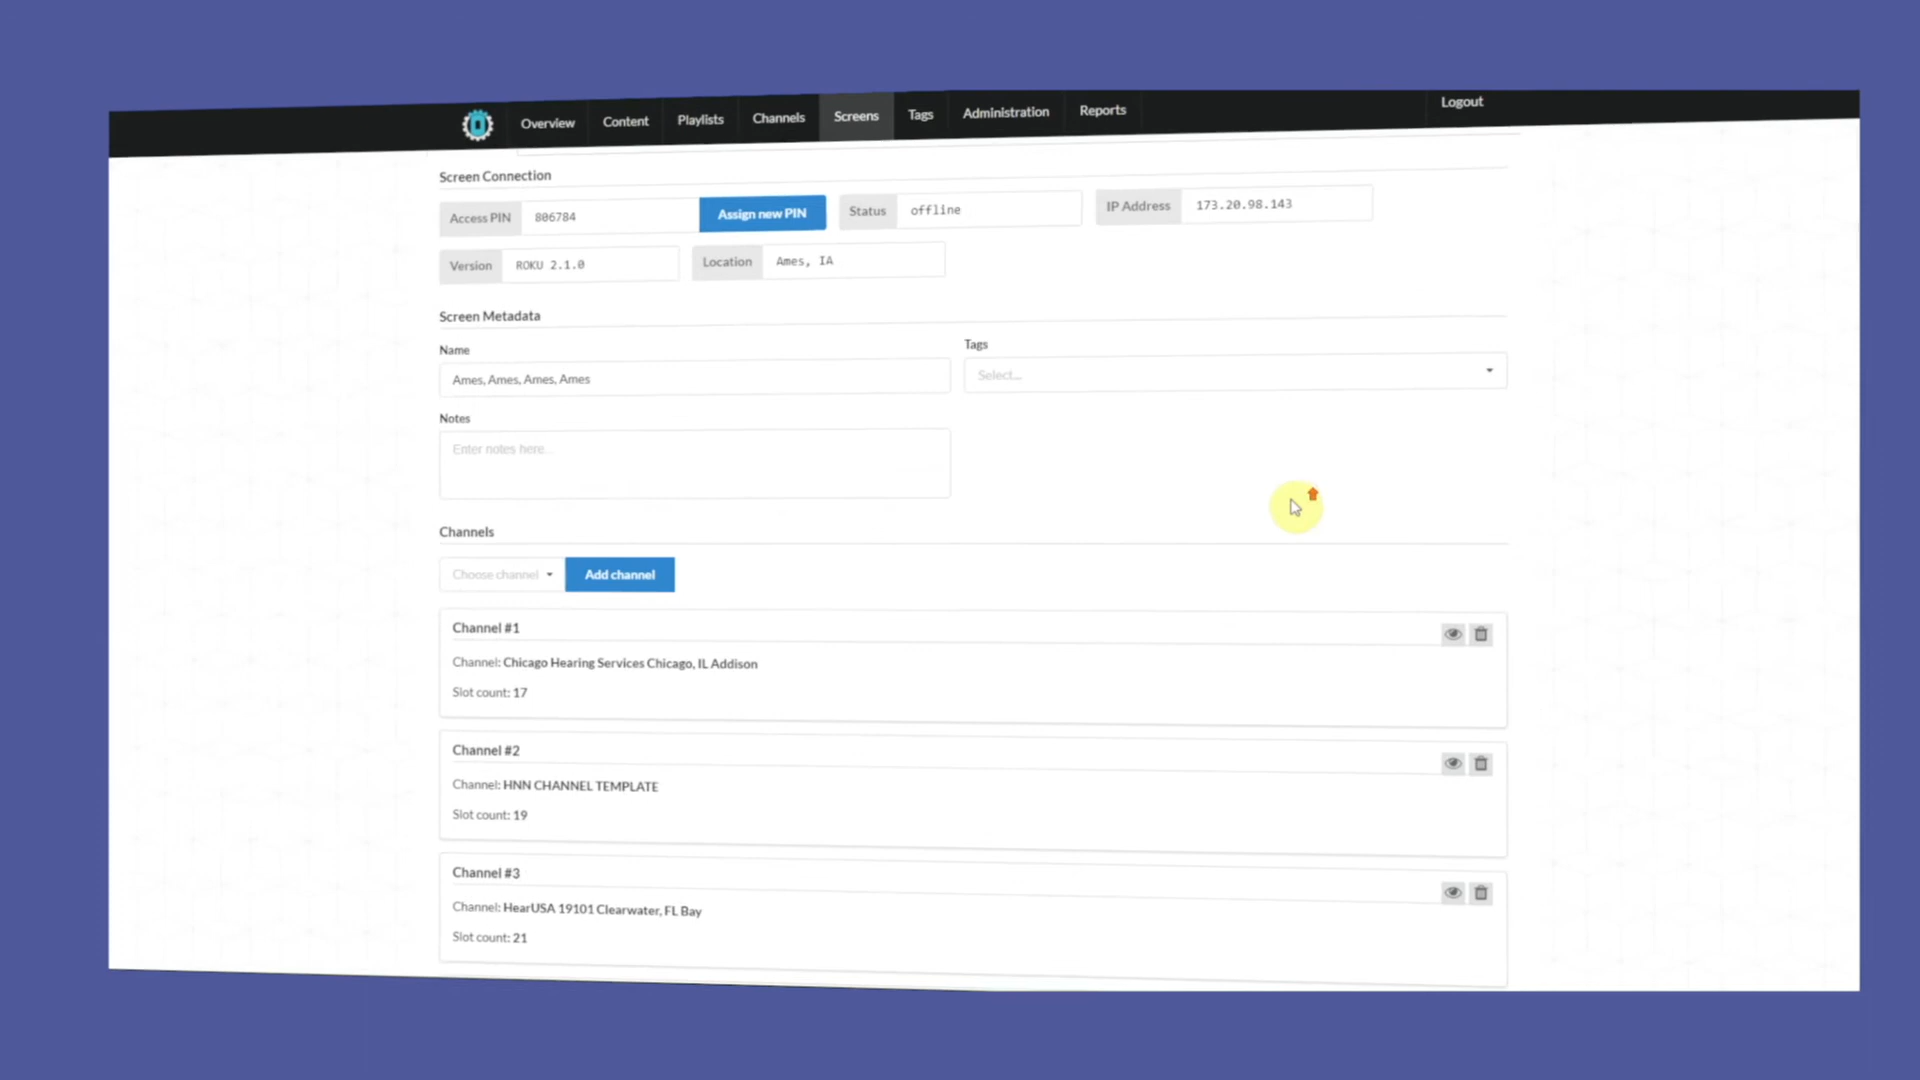 Overview Content Playlists Channels Screens Tags Administration Reports Logout
Screen Connection
Access PIN 806784 Assign new PIN Status offline IP Address 173.20.98.143
Version ROKU 2.1.0 Location Ames, IA
Screen Metadata
Name Tags
Ames, Ames, Ames, Ames Select...
Notes
Enter notes here...
Channels
Choose channel Add channel
Channel #1
Channel: Chicago Hearing Services Chicago, IL Addison
Slot count: 17
Channel #2
Channel: HNN CHANNEL TEMPLATE
Slot count: 19
Channel #3
Channel: HearUSA 19101 Clearwater, FL Bay
Slot count: 21